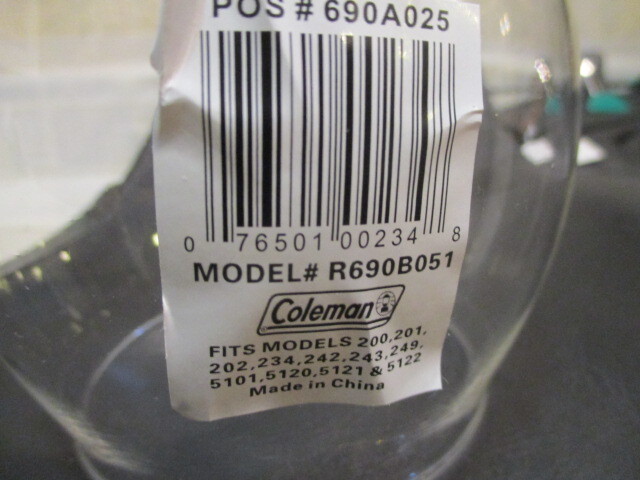 POS # 690A025
0 76501 00234 8
MODEL# R690B051
Coleman
FITS MODELS 200,201,
202,234,242,243,249,
5101,5120,5121 & 5122
Made in China